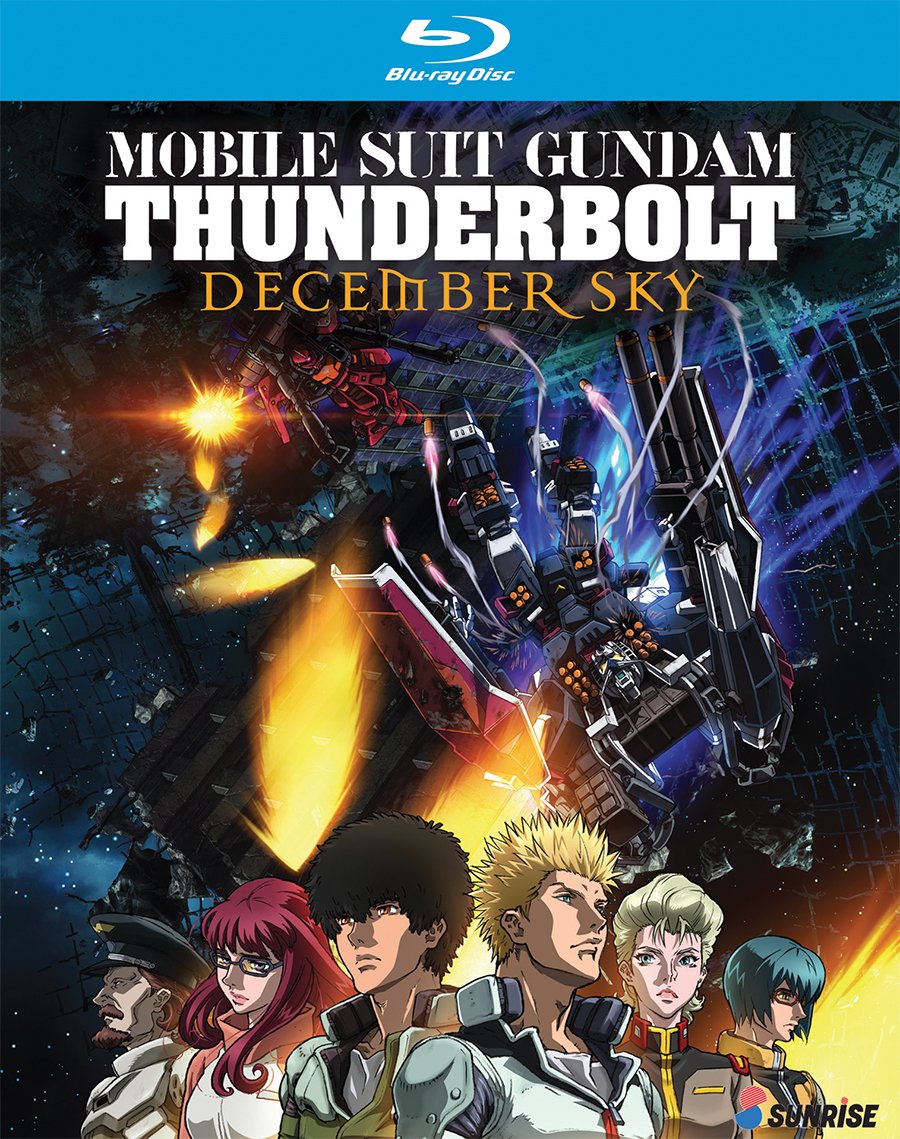 Blu-ray Disc
MOBILE SUIT GUNDAM
THUNDERBOLT
DECEMBER SKY
SUNRISE